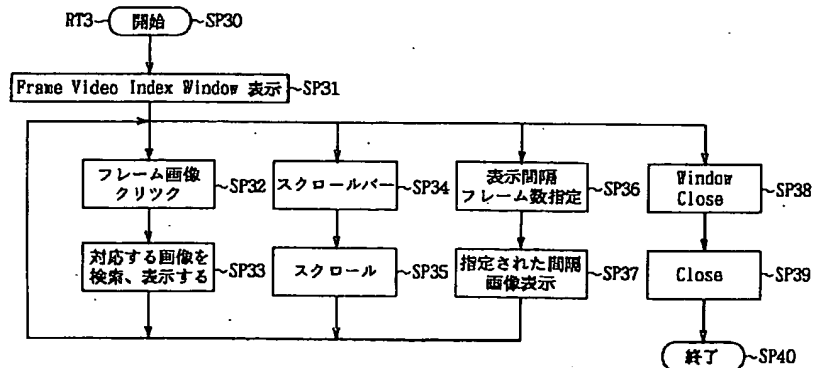 RT3 開始 SP30
Frame Video Index Window 表示 SP31
フレーム画像
クリツク SP32
対応する画像を
検索、表示する SP33
スクロールバー SP34
スクロール SP35
表示間隔
フレーム数指定 SP36
指定された間隔
画像表示 SP37
Window
Close SP38
Close SP39
終了 SP40